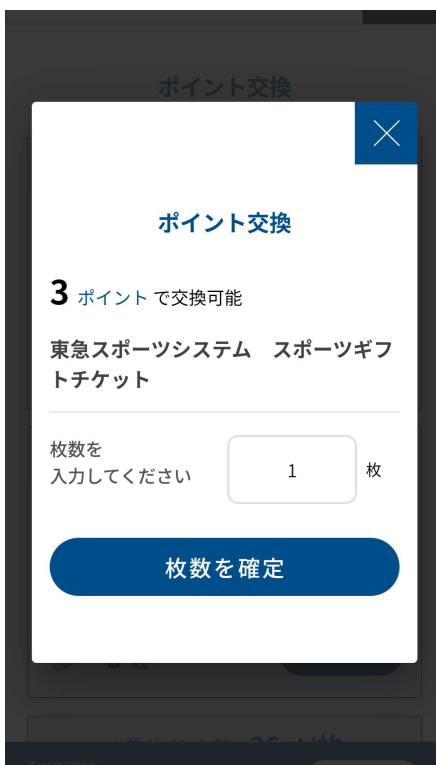 ポイント交換
ポイント交換
3 ポイント で交換可能
東急スポーツシステム　スポーツギフ
トチケット
枚数を
入力してください
1 枚
枚数を確定